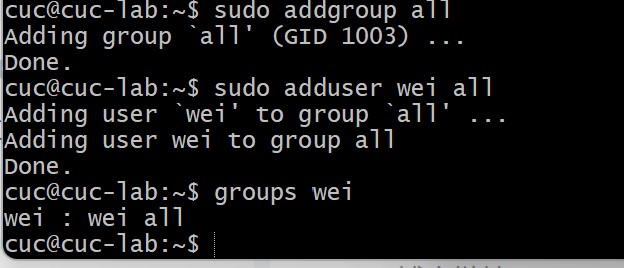 cuc@cuc-lab:~$ sudo addgroup all
Adding group `all' (GID 1003) ...
Done.
cuc@cuc-lab:~$ sudo adduser wei all
Adding user `wei' to group `all' ...
Adding user wei to group all
Done.
cuc@cuc-lab:~$ groups wei
wei : wei all
cuc@cuc-lab:~$